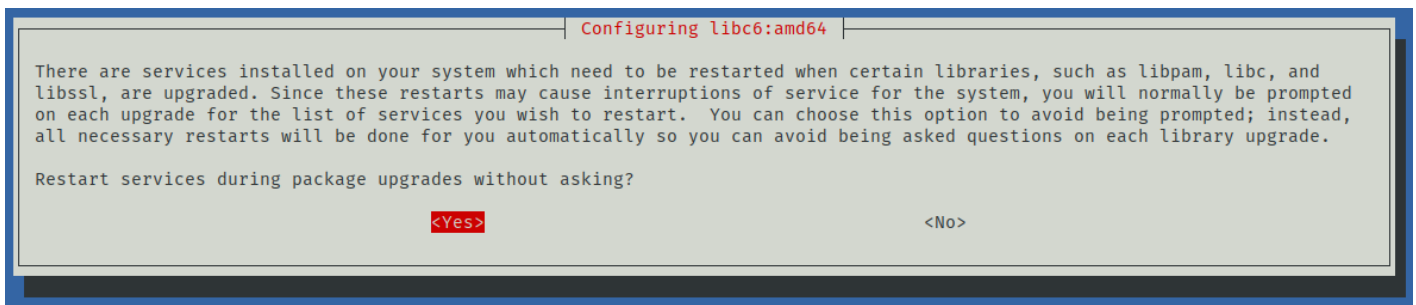 Configuring libc6:amd64
There are services installed on your system which need to be restarted when certain libraries, such as libpam, libc, and
libssl, are upgraded. Since these restarts may cause interruptions of service for the system, you will normally be prompted
on each upgrade for the list of services you wish to restart.  You can choose this option to avoid being prompted; instead,
all necessary restarts will be done for you automatically so you can avoid being asked questions on each library upgrade.
Restart services during package upgrades without asking?
<Yes> <No>